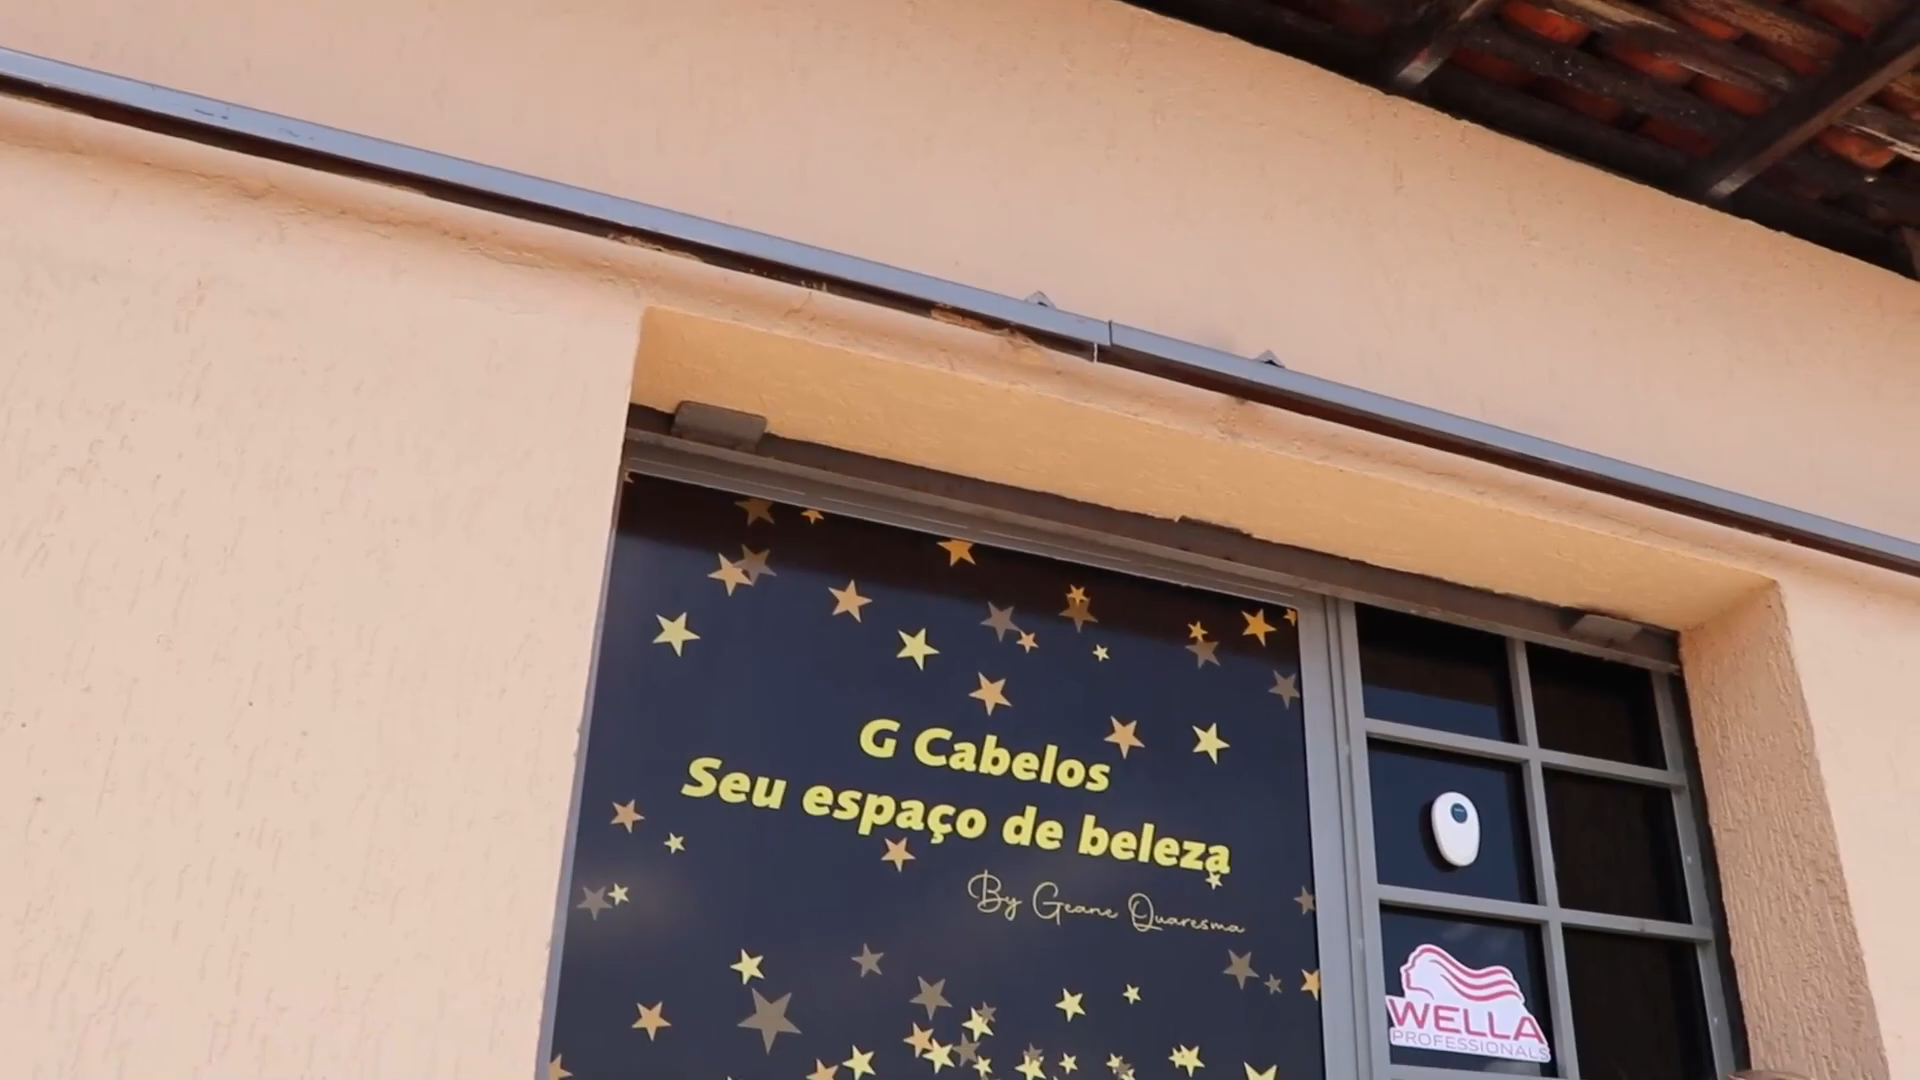 G Cabelos
Seu espaço de beleza
By Geane Quaresma
WELLA
PROFESSIONALS